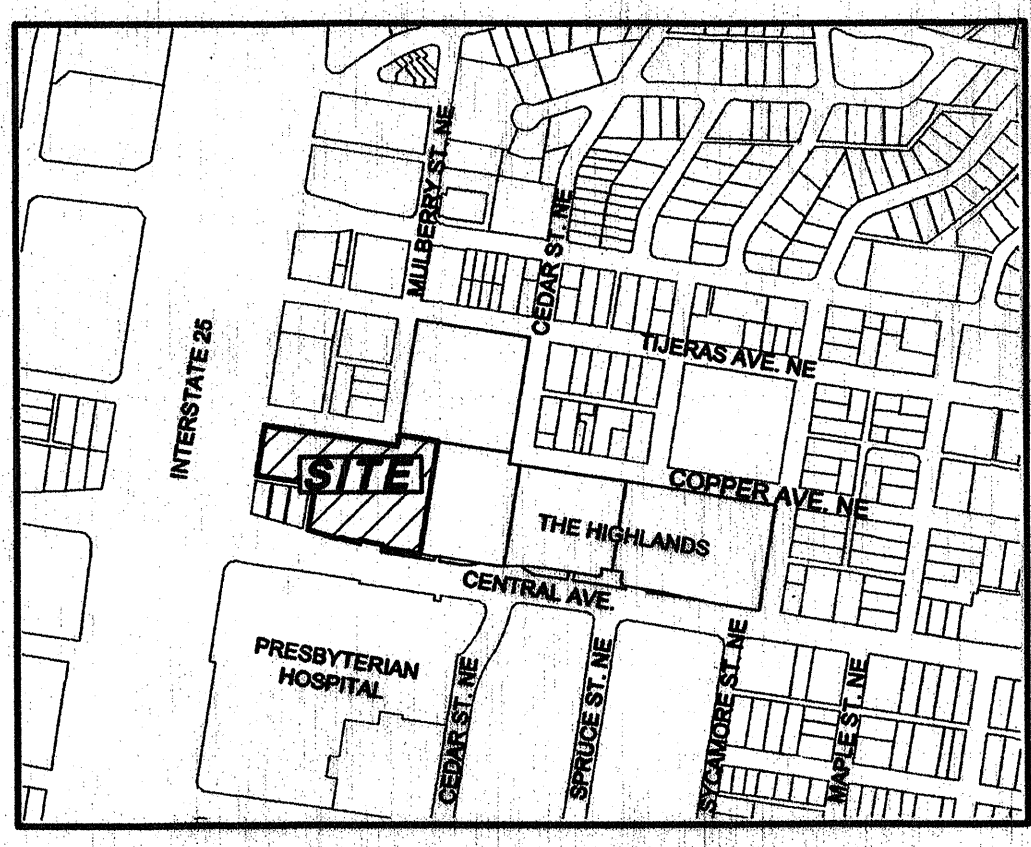 MULBERRY ST. NE
CEDAR ST. NE
INTERSTATE 25
TIJERAS AVE. NE
SITE
COPPER AVE. NE
THE HIGHLANDS
CENTRAL AVE.
PRESBYTERIAN
HOSPITAL
CEDAR ST. NE
SPRUCE ST. NE
SYCAMORE ST. NE
MAPLE ST. NE